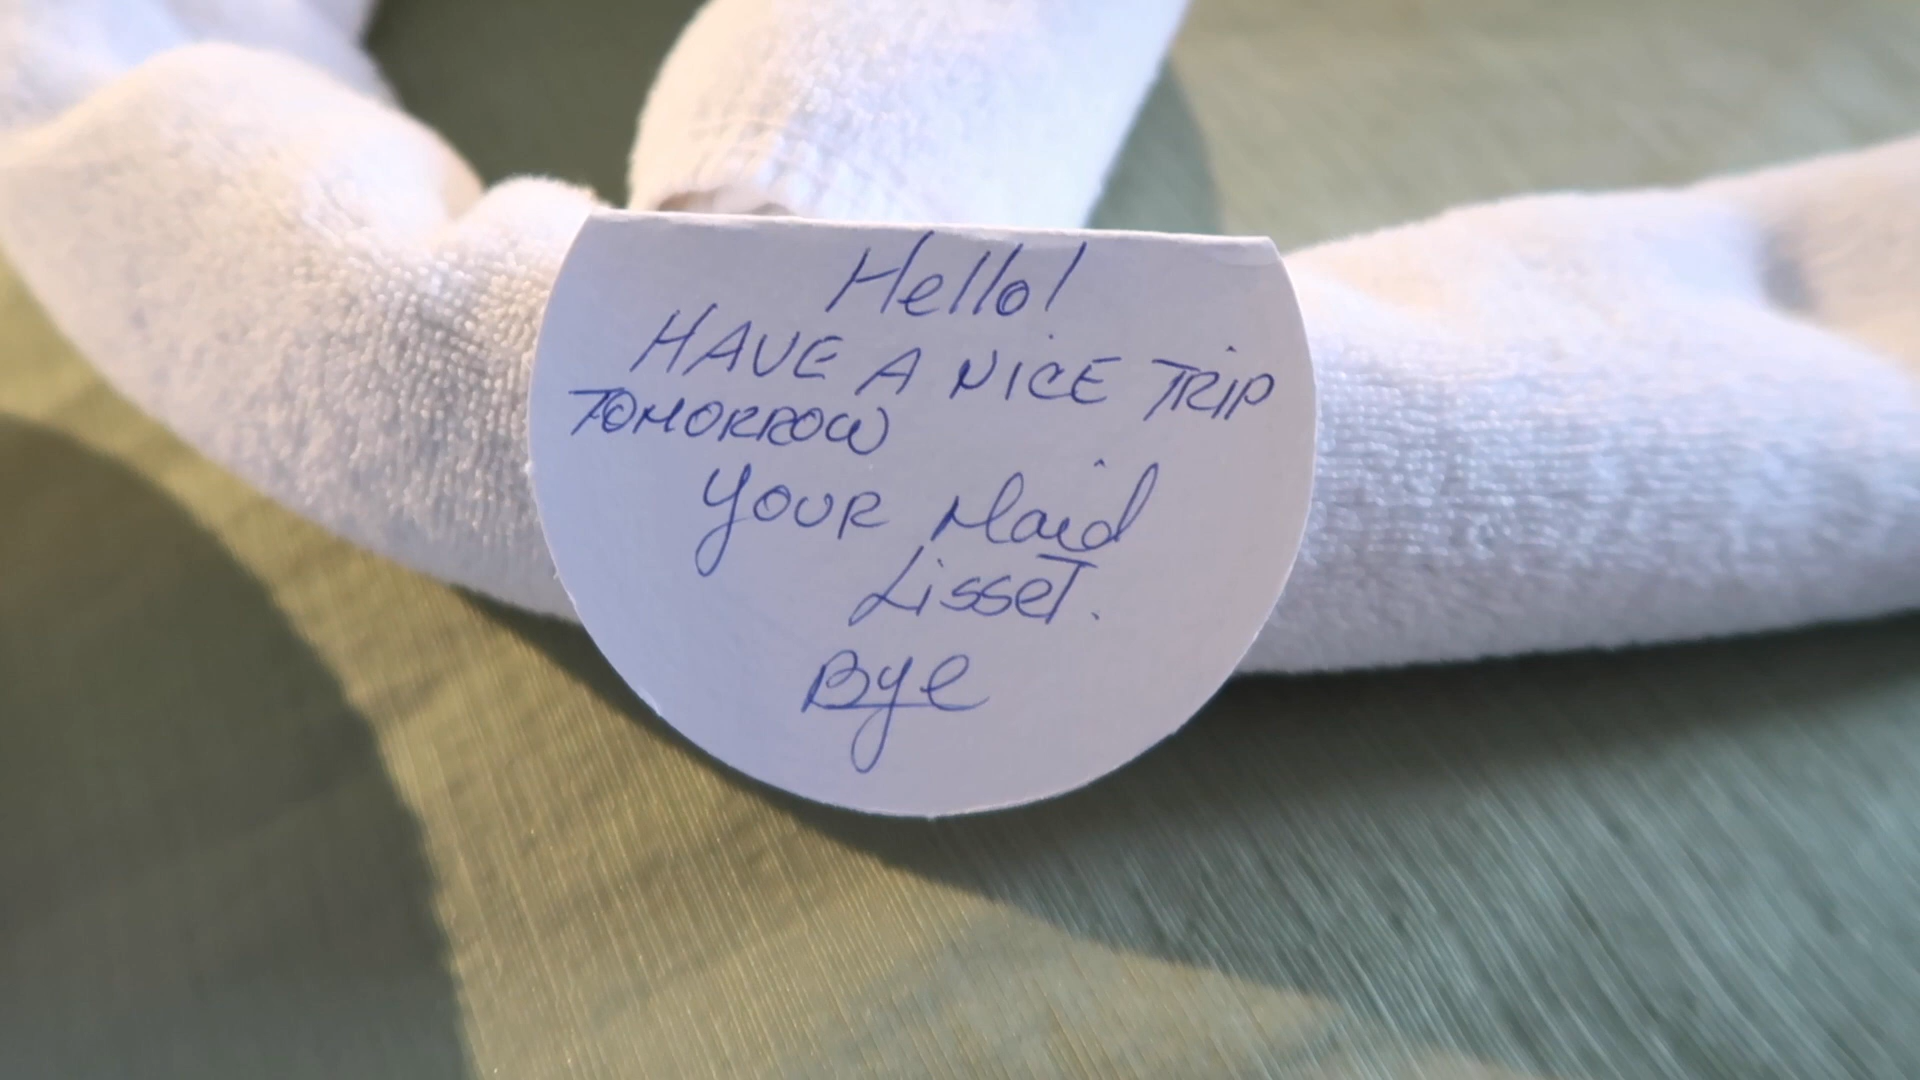 Hello!
HAVE A NICE TRIP
TOMORROW
YOUR Maid
Lisset.
Bye